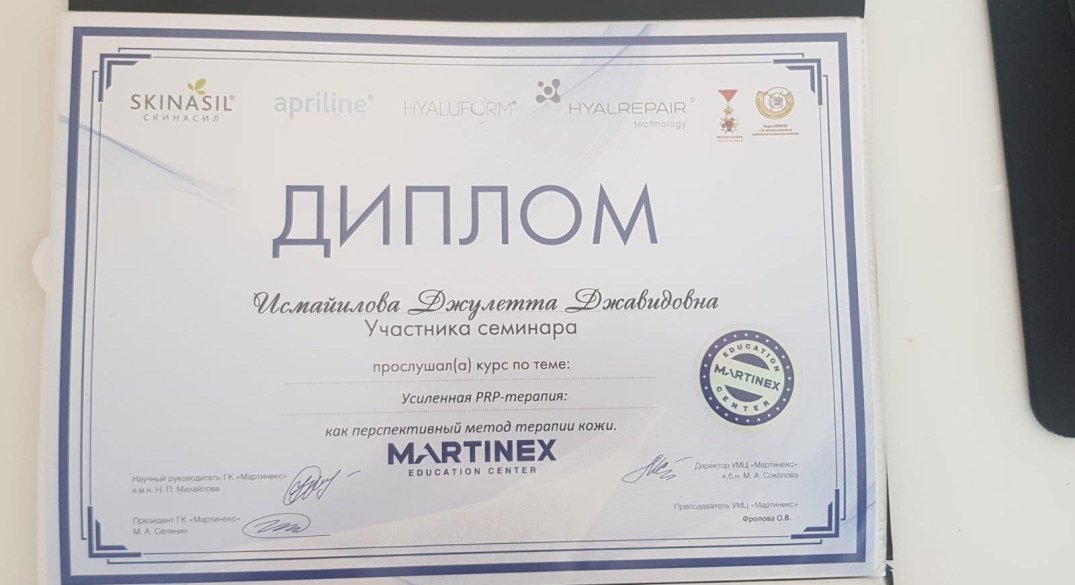 SKINASIL®
СКИНАСИЛ
apriline®
HYALUFORM®
HYALREPAIR®
technology
ДИПЛОМ
Исмайилова Джулетта Джавидовна
Участника семинара
прослушал(а) курс по теме:
Усиленная PRP-терапия:
как перспективный метод терапии кожи.
EDUCATION
MARTINEX
CENTER
MARTINEX
EDUCATION CENTER
Научный руководитель ГК «Мартинекс»
к.м.н. Н. П. Михайлова
Президент ГК «Мартинекс»
М. А. Селянин
Директор УМЦ «Мартинекс»
к.б.н. М. А. Соколова
Преподаватель УМЦ «Мартинекс»
Фролова О.В.